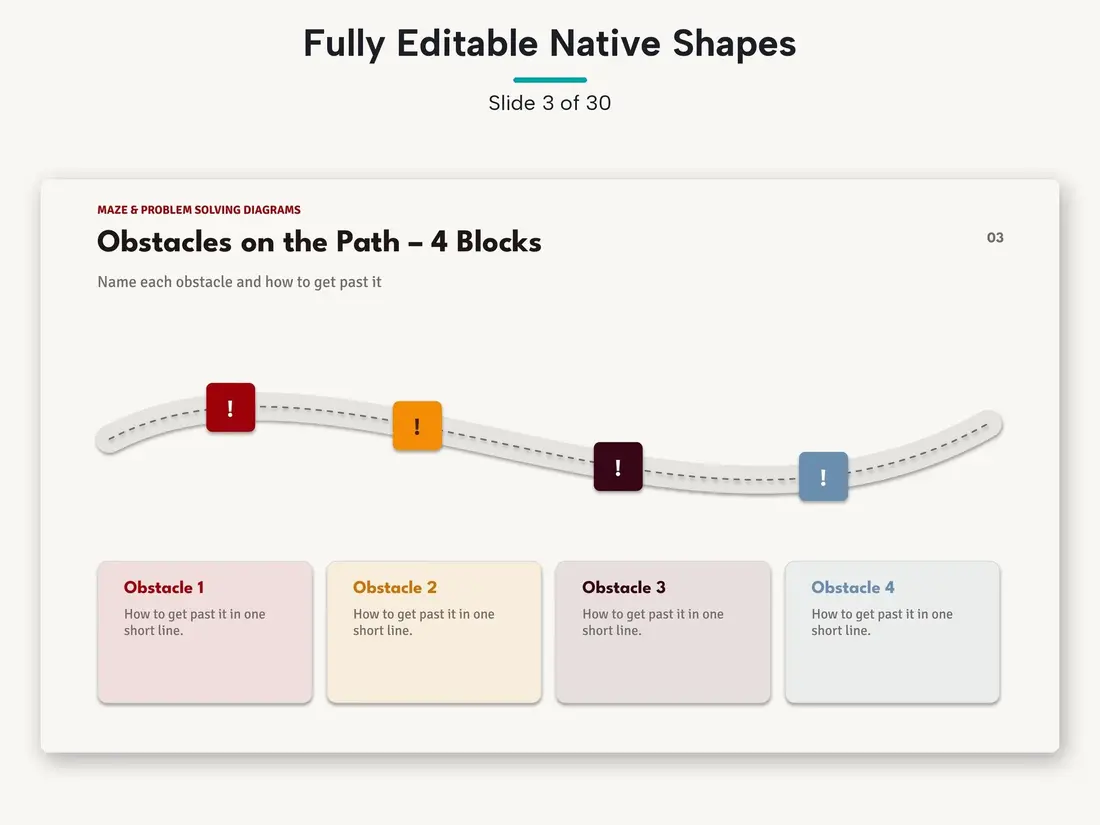 Fully Editable Native Shapes
Slide 3 of 30
MAZE & PROBLEM SOLVING DIAGRAMS
Obstacles on the Path – 4 Blocks
03
Name each obstacle and how to get past it
!
!
!
!
Obstacle 1
How to get past it in one
short line.
Obstacle 2
How to get past it in one
short line.
Obstacle 3
How to get past it in one
short line.
Obstacle 4
How to get past it in one
short line.